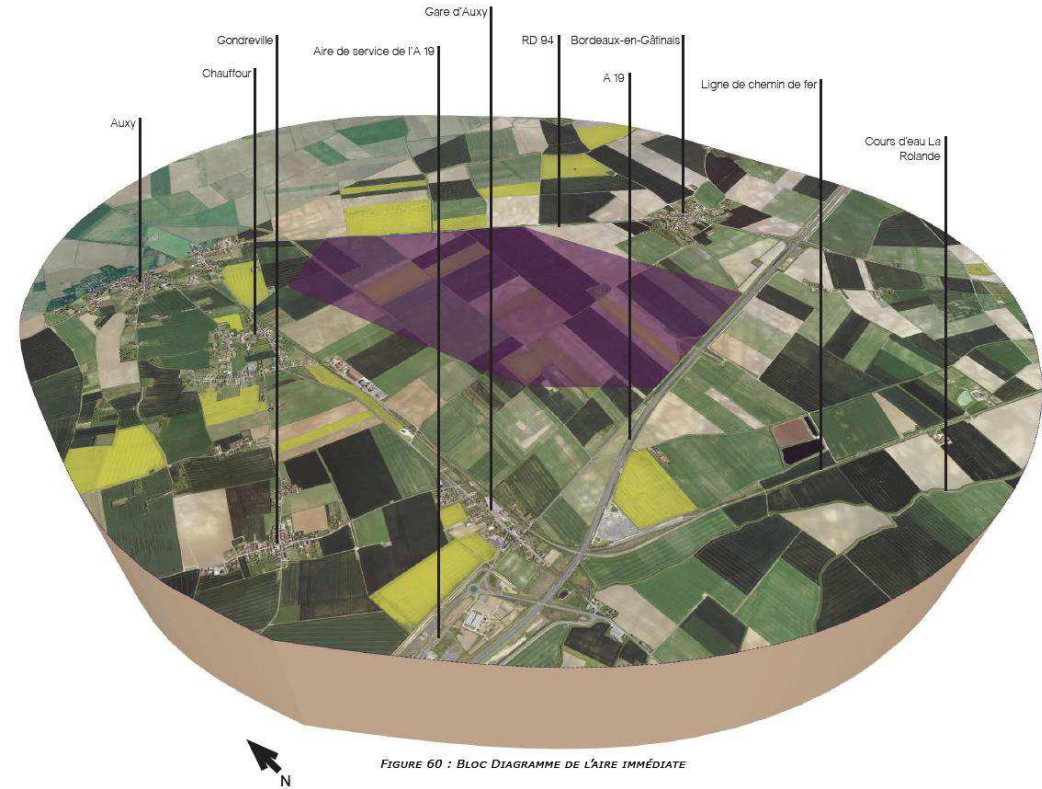 Gare d'Auxy
Gondreville
Aire de service de l'A 19
RD 94
Bordeaux-en-Gâtinais
Chauffour
A 19
Ligne de chemin de fer
Auxy
Cours d'eau La
Rolande
N
FIGURE 60 : BLOC DIAGRAMME DE L'AIRE IMMÉDIATE